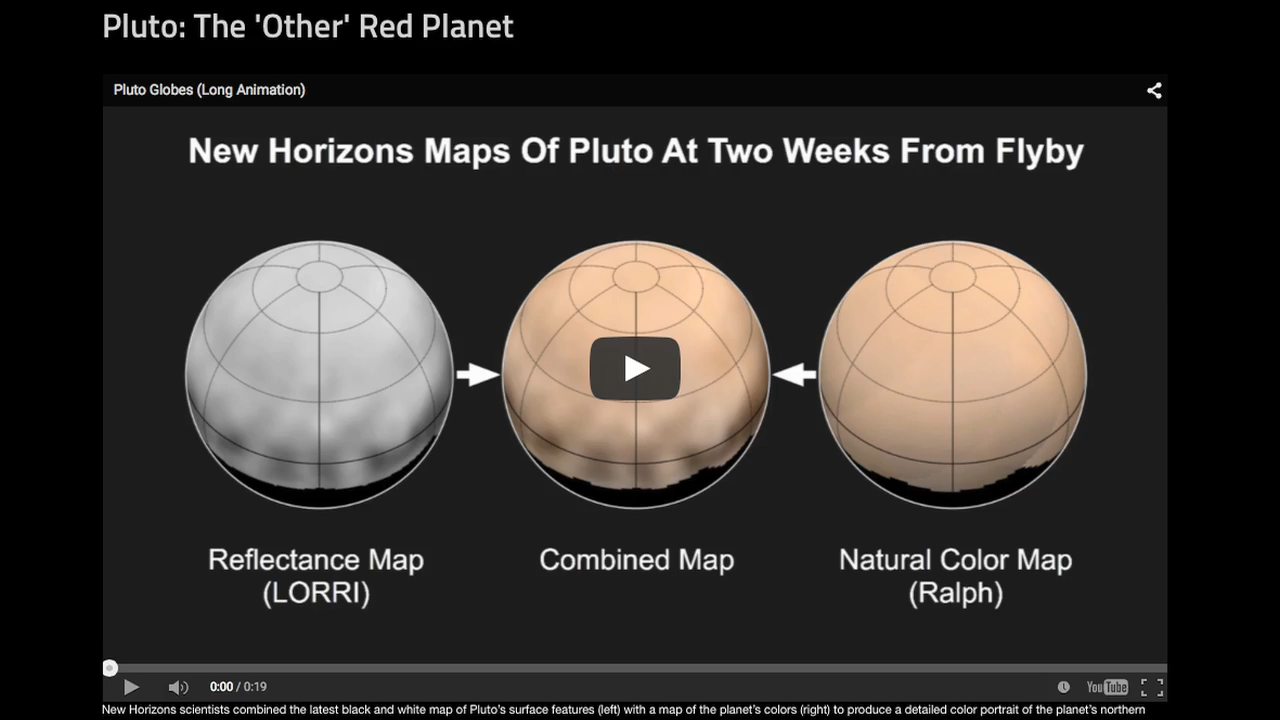 Pluto: The 'Other' Red Planet
Pluto Globes (Long Animation)
New Horizons Maps Of Pluto At Two Weeks From Flyby
Reflectance Map
(LORRI)
Combined Map
Natural Color Map
(Ralph)
0:00 / 0:19
YouTube
New Horizons scientists combined the latest black and white map of Pluto’s surface features (left) with a map of the planet’s colors (right) to produce a detailed color portrait of the planet’s northern